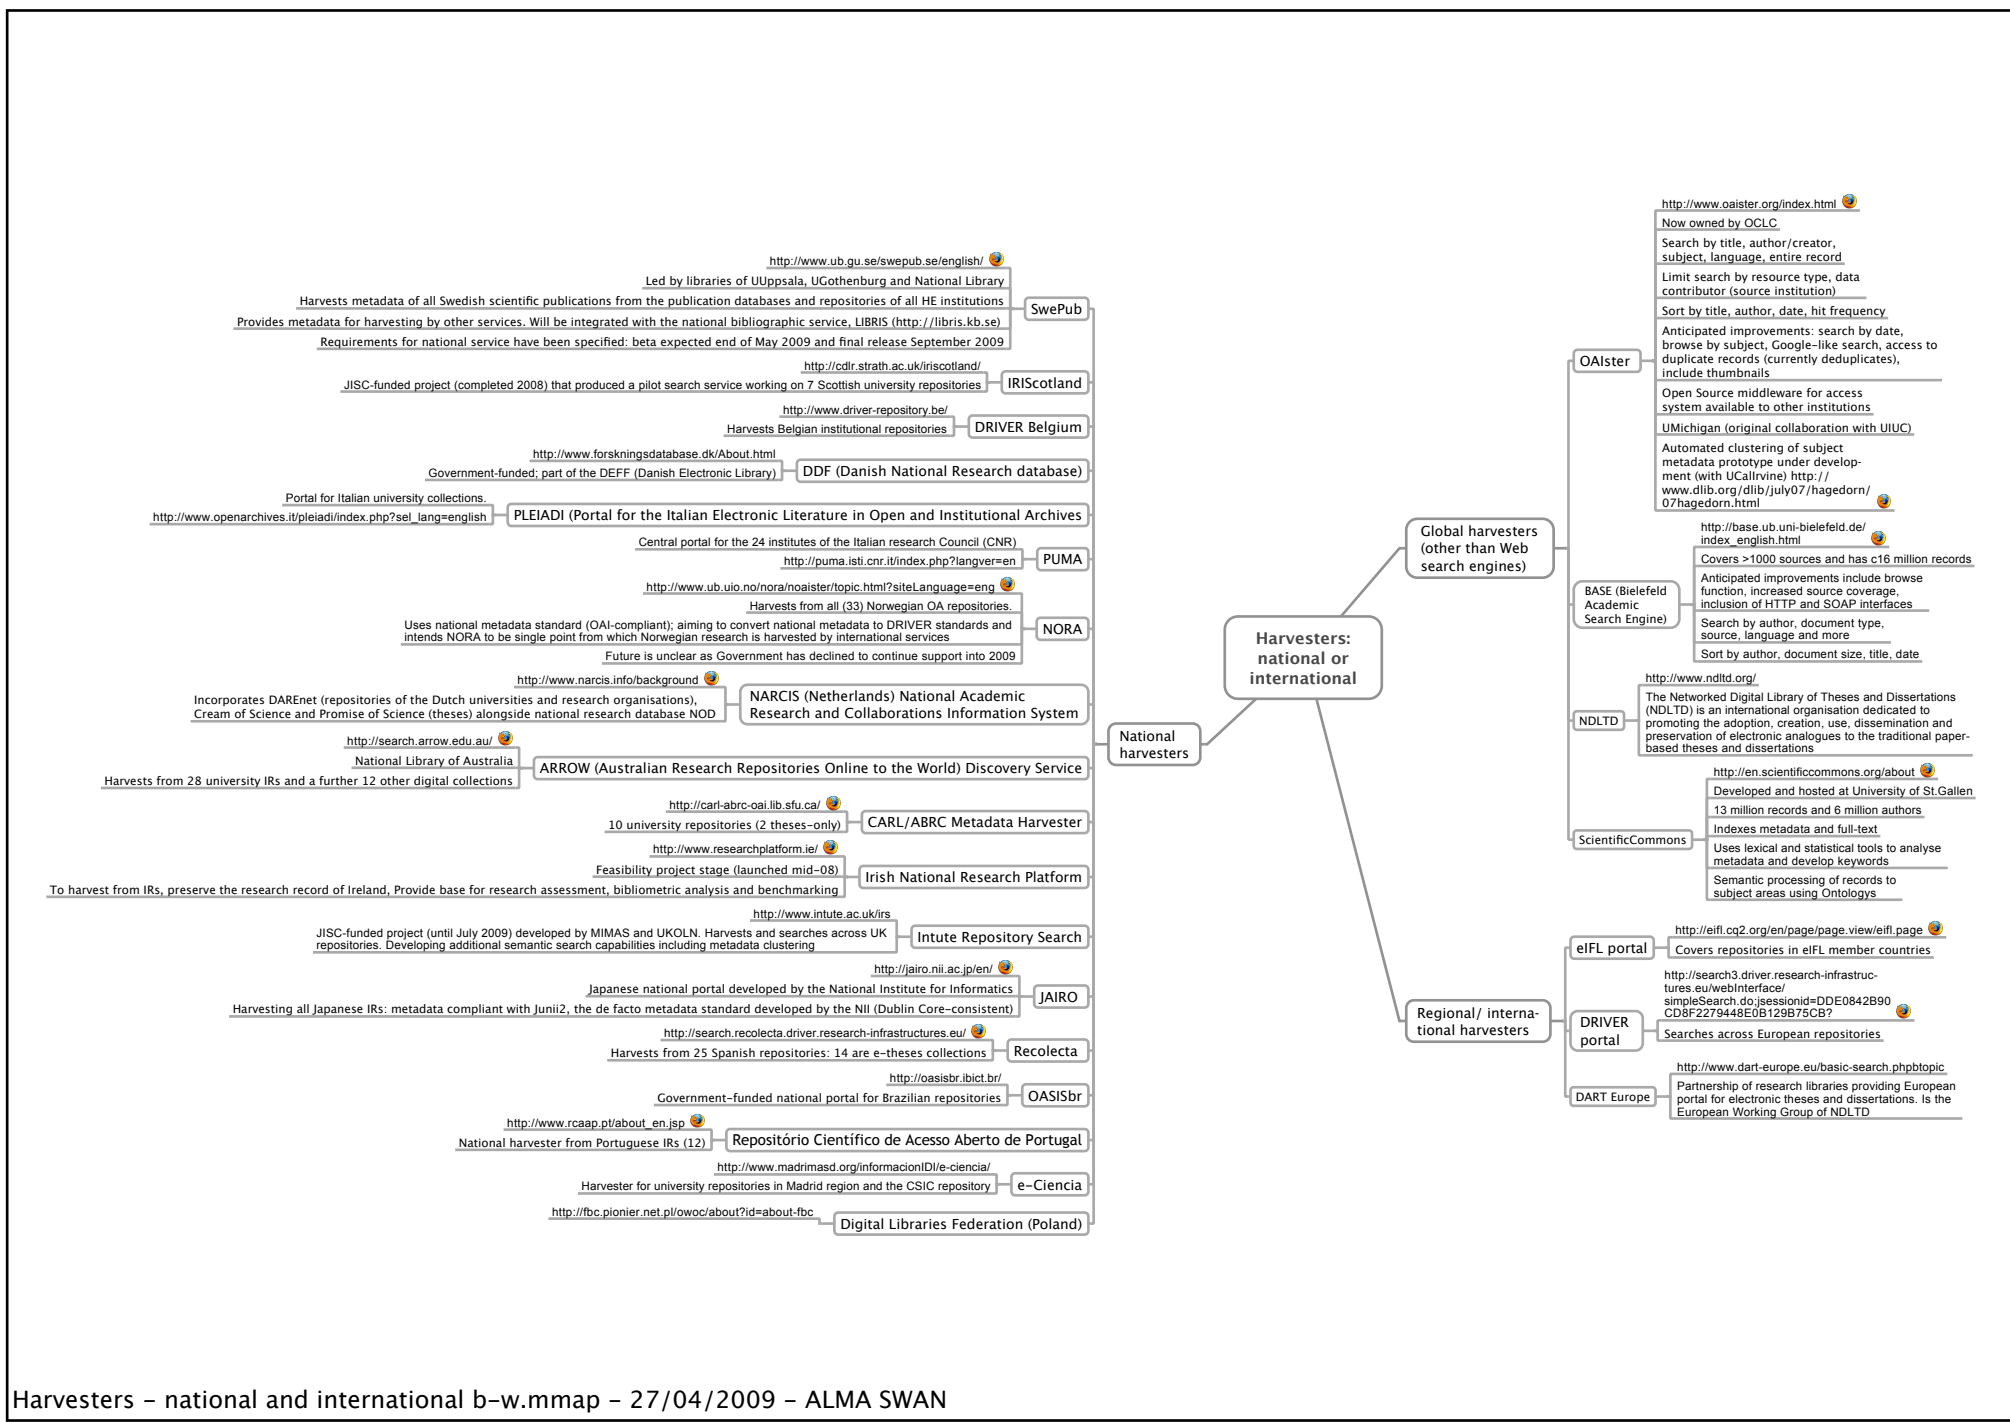 Harvesters:
national or
international
Global harvesters
(other than Web
search engines)
OAIster
http://www.oaister.org/index.html
Now owned by OCLC
Search by title, author/creator,
subject, language, entire record
Limit search by resource type, data
contributor (source institution)
Sort by title, author, date, hit frequency
Anticipated improvements: search by date,
browse by subject, Google-like search, access to
duplicate records (currently deduplicates),
include thumbnails
Open Source middleware for access
system available to other institutions
UMichigan (original collaboration with UIUC)
Automated clustering of subject
metadata prototype under develop-
ment (with UCalIrvine) http://
www.dlib.org/dlib/july07/hagedorn/
07hagedorn.html
BASE (Bielefeld
Academic
Search Engine)
http://base.ub.uni-bielefeld.de/
index_english.html
Covers >1000 sources and has c16 million records
Anticipated improvements include browse
function, increased source coverage,
inclusion of HTTP and SOAP interfaces
Search by author, document type,
source, language and more
Sort by author, document size, title, date
NDLTD
http://www.ndltd.org/
The Networked Digital Library of Theses and Dissertations
(NDLTD) is an international organisation dedicated to
promoting the adoption, creation, use, dissemination and
preservation of electronic analogues to the traditional paper-
based theses and dissertations
ScientificCommons
http://en.scientificcommons.org/about
Developed and hosted at University of St.Gallen
13 million records and 6 million authors
Indexes metadata and full-text
Uses lexical and statistical tools to analyse
metadata and develop keywords
Semantic processing of records to
subject areas using Ontologys
Regional/ interna-
tional harvesters
eIFL portal
http://eifl.cq2.org/en/page/page.view/eifl.page
Covers repositories in eIFL member countries
DRIVER
portal
http://search3.driver.research-infrastruc-
tures.eu/webInterface/
simpleSearch.do;jsessionid=DDE0842B90
CD8F2279448E0B129B75CB?
Searches across European repositories
DART Europe
http://www.dart-europe.eu/basic-search.phpbtopic
Partnership of research libraries providing European
portal for electronic theses and dissertations. Is the
European Working Group of NDLTD
National
harvesters
SwePub
http://www.ub.gu.se/swepub.se/english/
Led by libraries of UUppsala, UGothenburg and National Library
Harvests metadata of all Swedish scientific publications from the publication databases and repositories of all HE institutions
Provides metadata for harvesting by other services. Will be integrated with the national bibliographic service, LIBRIS (http://libris.kb.se)
Requirements for national service have been specified: beta expected end of May 2009 and final release September 2009
IRIScotland
http://cdlr.strath.ac.uk/iriscotland/
JISC-funded project (completed 2008) that produced a pilot search service working on 7 Scottish university repositories
DRIVER Belgium
http://www.driver-repository.be/
Harvests Belgian institutional repositories
DDF (Danish National Research database)
http://www.forskningsdatabase.dk/About.html
Government-funded; part of the DEFF (Danish Electronic Library)
PLEIADI (Portal for the Italian Electronic Literature in Open and Institutional Archives
Portal for Italian university collections.
http://www.openarchives.it/pleiadi/index.php?sel_lang=english
PUMA
Central portal for the 24 institutes of the Italian research Council (CNR)
http://puma.isti.cnr.it/index.php?langver=en
NORA
http://www.ub.uio.no/nora/noaister/topic.html?siteLanguage=eng
Harvests from all (33) Norwegian OA repositories.
Uses national metadata standard (OAI-compliant); aiming to convert national metadata to DRIVER standards and
intends NORA to be single point from which Norwegian research is harvested by international services
Future is unclear as Government has declined to continue support into 2009
NARCIS (Netherlands) National Academic
Research and Collaborations Information System
http://www.narcis.info/background
Incorporates DAREnet (repositories of the Dutch universities and research organisations),
Cream of Science and Promise of Science (theses) alongside national research database NOD
ARROW (Australian Research Repositories Online to the World) Discovery Service
http://search.arrow.edu.au/
National Library of Australia
Harvests from 28 university IRs and a further 12 other digital collections
CARL/ABRC Metadata Harvester
http://carl-abrc-oai.lib.sfu.ca/
10 university repositories (2 theses-only)
Irish National Research Platform
http://www.researchplatform.ie/
Feasibility project stage (launched mid-08)
To harvest from IRs, preserve the research record of Ireland, Provide base for research assessment, bibliometric analysis and benchmarking
Intute Repository Search
http://www.intute.ac.uk/irs
JISC-funded project (until July 2009) developed by MIMAS and UKOLN. Harvests and searches across UK
repositories. Developing additional semantic search capabilities including metadata clustering
JAIRO
http://jairo.nii.ac.jp/en/
Japanese national portal developed by the National Institute for Informatics
Harvesting all Japanese IRs: metadata compliant with Junii2, the de facto metadata standard developed by the NII (Dublin Core-consistent)
Recolecta
http://search.recolecta.driver.research-infrastructures.eu/
Harvests from 25 Spanish repositories: 14 are e-theses collections
OASISbr
http://oasisbr.ibict.br/
Government-funded national portal for Brazilian repositories
Repositório Científico de Acesso Aberto de Portugal
http://www.rcaap.pt/about_en.jsp
National harvester from Portuguese IRs (12)
e-Ciencia
http://www.madrimasd.org/informacionIDI/e-ciencia/
Harvester for university repositories in Madrid region and the CSIC repository
Digital Libraries Federation (Poland)
http://fbc.pionier.net.pl/owoc/about?id=about-fbc
Harvesters - national and international b-w.mmap - 27/04/2009 - ALMA SWAN